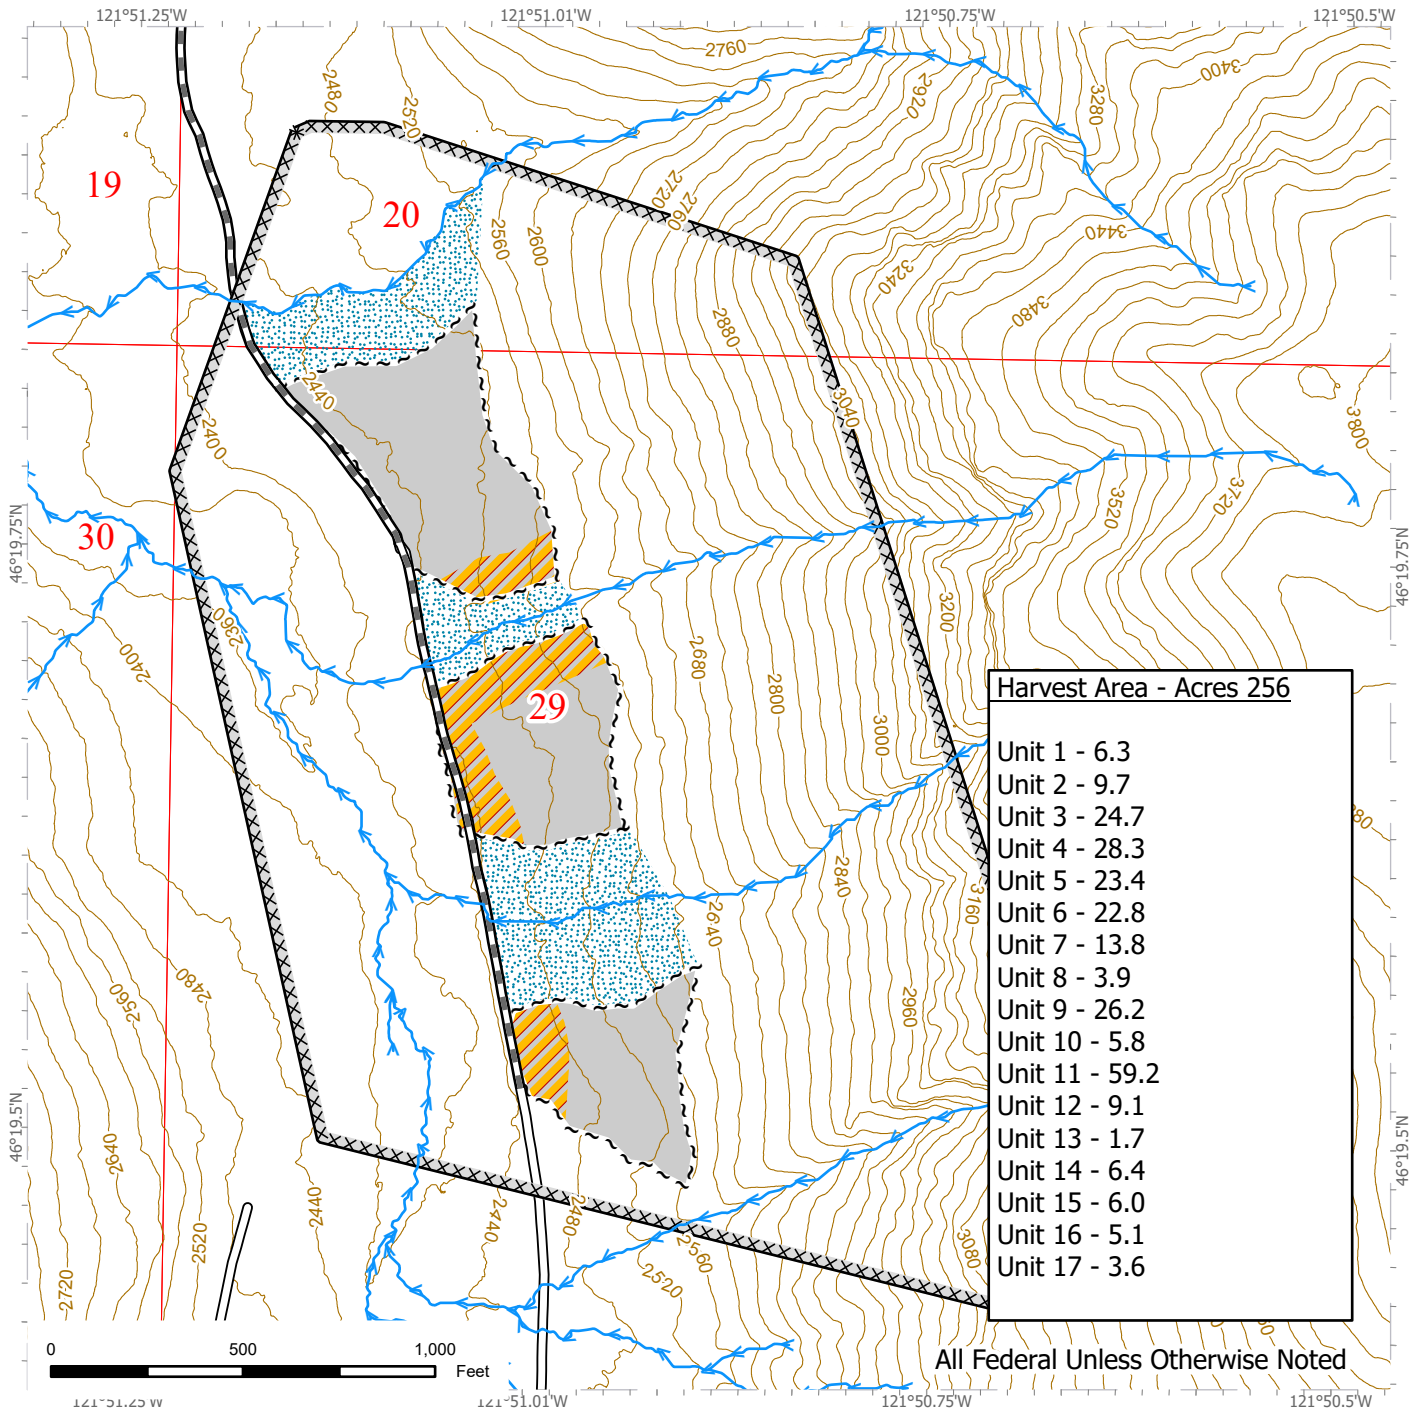 121°51.25'W 121°51.01'W 121°50.75'W 121°50.5'W
2760
3400
2480
2920
3280
2520
19
2720
20
2760
3440
2560
2600
3240
3480
2880
2440
3040
3800
2400
3520
3720
46°19.75'N
30
46°19.75'N
3200
2360
2400
2680
2800
29
3000
Harvest Area - Acres 256
Unit 1 - 6.3
Unit 2 - 9.7
Unit 3 - 24.7
Unit 4 - 28.3
Unit 5 - 23.4
Unit 6 - 22.8
Unit 7 - 13.8
Unit 8 - 3.9
Unit 9 - 26.2
Unit 10 - 5.8
Unit 11 - 59.2
Unit 12 - 9.1
Unit 13 - 1.7
Unit 14 - 6.4
Unit 15 - 6.0
Unit 16 - 5.1
Unit 17 - 3.6
2840
3160
2640
2480
2560
2960
46°19.5'N
46°19.5'N
2640
2440
2440
2480
2520
2560
3080
2720
2520
0 500 1,000
Feet
All Federal Unless Otherwise Noted
121°51.25'W 121°51.01'W 121°50.75'W 121°50.5'W